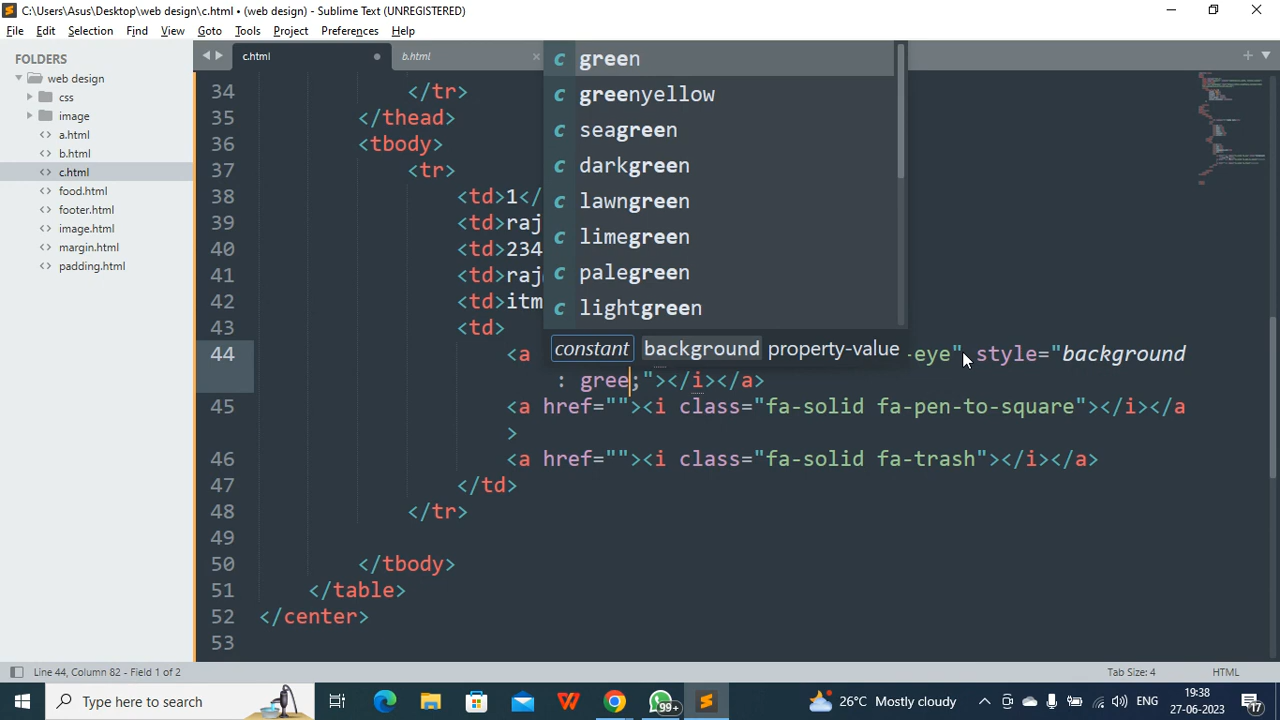 C:\Users\Asus\Desktop\web design\c.html • (web design) - Sublime Text (UNREGISTERED)
File Edit Selection Find View Goto Tools Project Preferences Help
FOLDERS
web design
css
image
a.html
b.html
c.html
food.html
footer.html
image.html
margin.html
padding.html
c.html
b.html
34 </tr>
35 </thead>
36 <tbody>
37 <tr>
38 <td>1</
39 <td>raj
40 <td>234
41 <td>raj
42 <td>itm
43 <td>
44 <a -eye" style="background
: gree;"></i></a>
45 <a href=""><i class="fa-solid fa-pen-to-square"></i></a
>
46 <a href=""><i class="fa-solid fa-trash"></i></a>
47 </td>
48 </tr>
49
50 </tbody>
51 </table>
52 </center>
53
c green
c greenyellow
c seagreen
c darkgreen
c lawngreen
c limegreen
c palegreen
c lightgreen
constant background property-value
Line 44, Column 82 - Field 1 of 2
Tab Size: 4
HTML
Type here to search
99+
26°C Mostly cloudy
ENG
19:38
27-06-2023
17